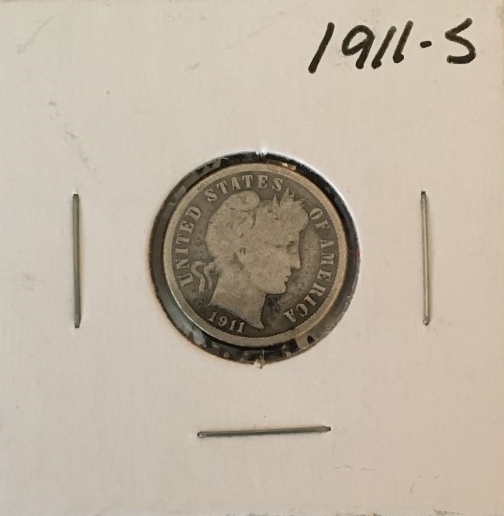 1911-S
UNITED STATES OF AMERICA
1911